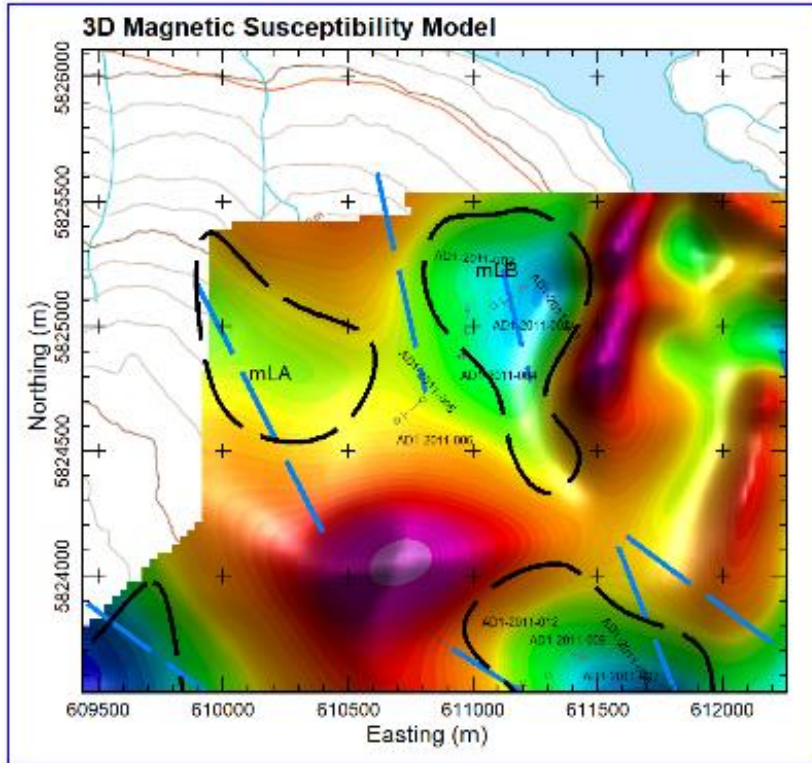 3D Magnetic Susceptibility Model
5826000
5825500
5825000
5824500
5824000
Northing (m)
mLB
mLA
AD1-2011-004
AD1-2011-006
AD1-2011-012
AD1-2011-009
609500 610000 610500 611000 611500 612000
Easting (m)